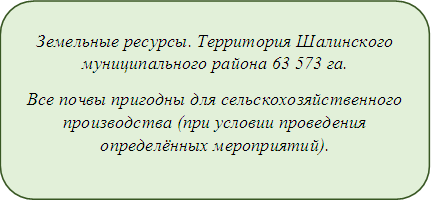 Земельные ресурсы. Территория Шалинского
муниципального района 63 573 га.
Все почвы пригодны для сельскохозяйственного
производства (при условии проведения
определённых мероприятий).